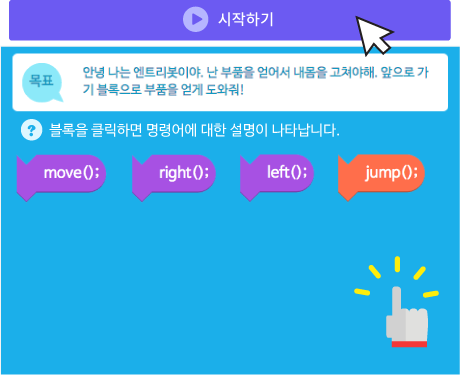 시작하기
목표
안녕 나는 엔트리봇이야. 난 부품을 얻어서 내몸을 고쳐야해. 앞으로 가
기 블록으로 부품을 얻게 도와줘!
? 블록을 클릭하면 명령어에 대한 설명이 나타납니다.
move(); right(); left(); jump();